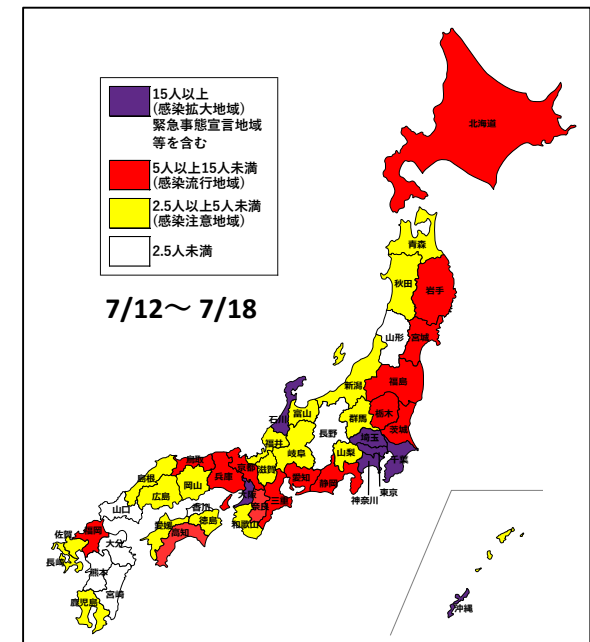 15人以上
(感染拡大地域)
緊急事態宣言地域
等を含む
5人以上15人未満
(感染流行地域)
2.5人以上5人未満
(感染注意地域)
2.5人未満
7/12～ 7/18
北海道
青森
秋田
岩手
山形
宮城
新潟
福島
石川
富山
群馬
栃木
茨城
長野
埼玉
福井
岐阜
山梨
千葉
東京
神奈川
鳥取
京都
滋賀
愛知
静岡
島根
岡山
兵庫
大阪
奈良
三重
広島
山口
香川
徳島
和歌山
愛媛
高知
佐賀
福岡
大分
長崎
熊本
宮崎
鹿児島
沖縄